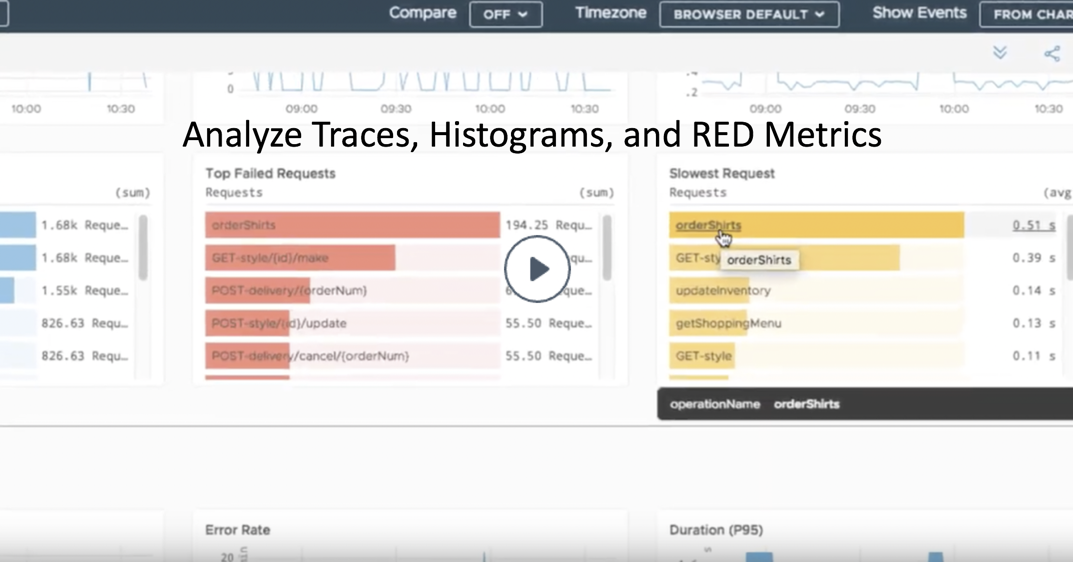 Compare OFF Timezone BROWSER DEFAULT Show Events FROM CHAR
10:00 10:30
0
09:00 09:30 10:00 10:30
.2
09:00 09:30 10:00 10:30
Analyze Traces, Histograms, and RED Metrics
(sum)
1.68k Reque…
1.68k Reque…
1.55k Reque…
826.63 Requ…
826.63 Requ…
Top Failed Requests
Requests (sum)
orderShirts 194.25 Requ…
GET-style/{id}/make
POST-delivery/{orderNum}
POST-style/{id}/update 55.50 Reque…
POST-delivery/cancel/{orderNum} 55.50 Reque…
Slowest Request
Requests (avg
orderShirts 0.51 s
GET-sty 0.39 s
orderShirts
updateInventory 0.14 s
getShoppingMenu 0.13 s
GET-style 0.11 s
operationName orderShirts
Error Rate
20
Duration (P95)